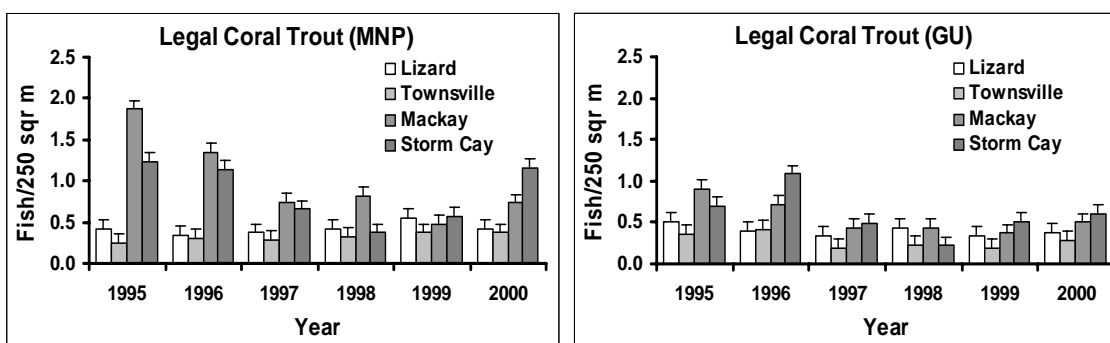 Legal Coral Trout (MNP)
Fish/250 sqr m
2.5
2.0
1.5
1.0
0.5
0.0
Lizard
Townsville
Mackay
Storm Cay
1995 1996 1997 1998 1999 2000
Year
Legal Coral Trout (GU)
Fish/250 sqr m
2.5
2.0
1.5
1.0
0.5
0.0
Lizard
Townsville
Mackay
Storm Cay
1995 1996 1997 1998 1999 2000
Year